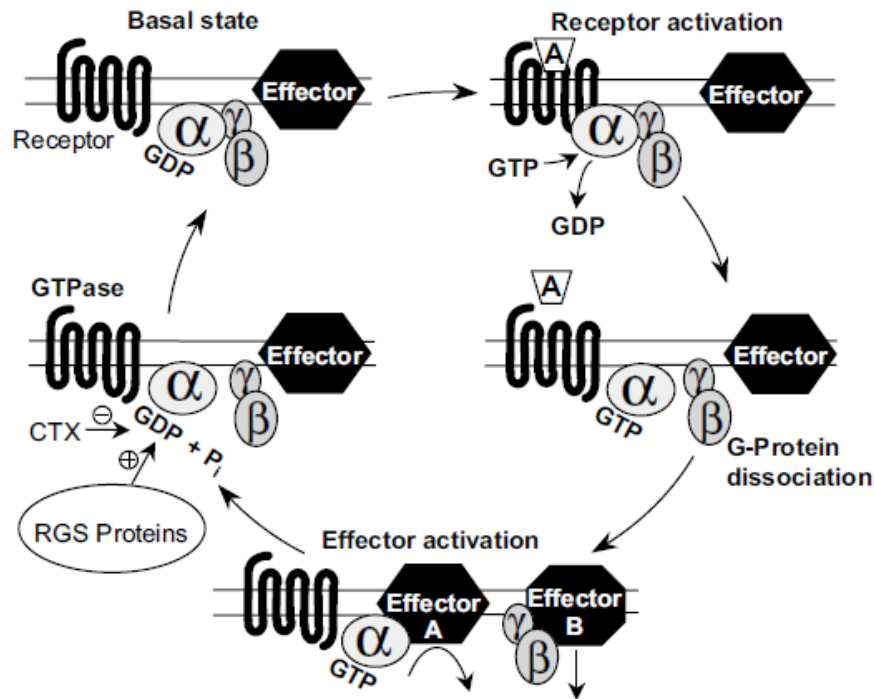 Basal state
Receptor activation
A
Effector
Effector
α
γ
β
α
γ
β
Receptor
GDP
GTP
GDP
GTPase
A
Effector
Effector
α
γ
β
α
γ
β
CTX
⊖
GDP + Pi
⊕
GTP
G-Protein
dissociation
RGS Proteins
Effector activation
Effector
A
Effector
B
α
γ
β
GTP